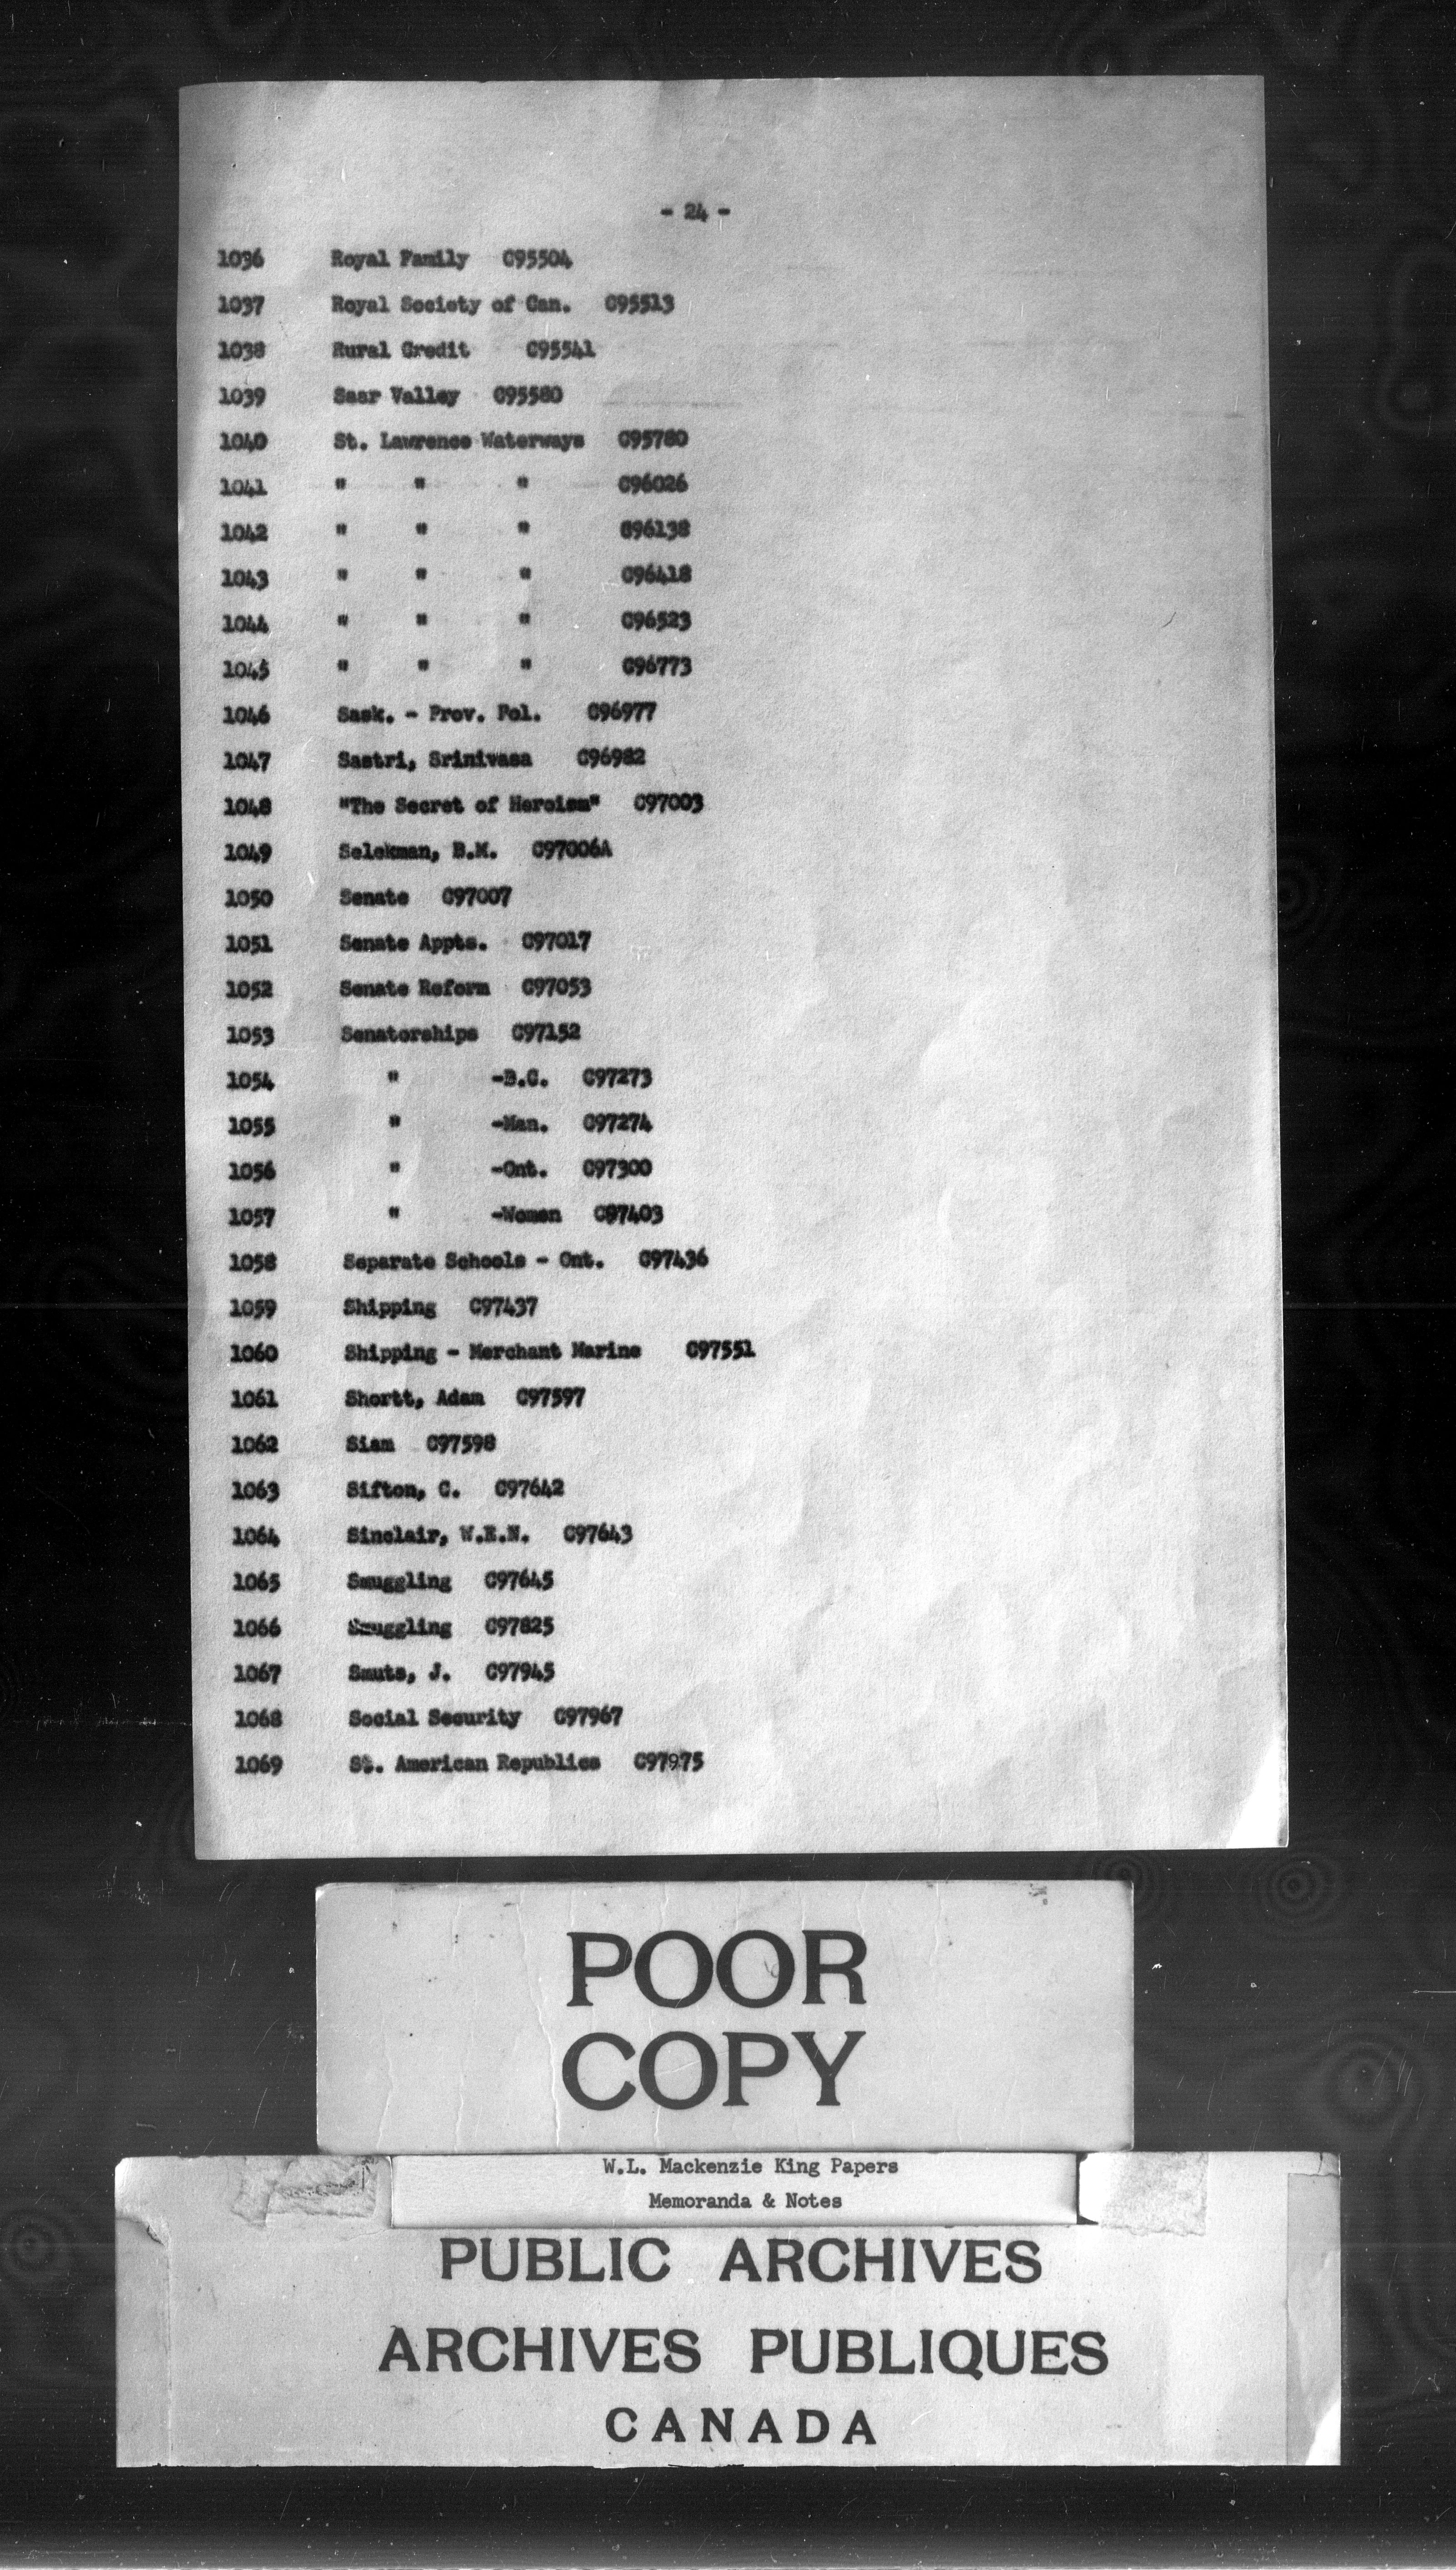 - 24 -
1036 Royal Family C95504
1037 Royal Society of Can. C95513
1038 Rural Credit C95541
1039 Saar Valley C95580
1040 St. Lawrence Waterways C95780
1041 " " " C96026
1042 " " " C96138
1043 " " " C96418
1044 " " " C96523
1045 " " " C96773
1046 Sask. - Prov. Pol. C96977
1047 Sastri, Srinivasa C96982
1048 "The Secret of Heroism" C97003
1049 Selekman, B.M. C97006A
1050 Senate C97007
1051 Senate Appts. C97017
1052 Senate Reform C97053
1053 Senatorships C97152
1054 " -B.C. C97273
1055 " -Man. C97274
1056 " -Ont. C97300
1057 " -Women C97403
1058 Separate Schools - Ont. C97436
1059 Shipping C97437
1060 Shipping - Merchant Marine C97551
1061 Shortt, Adam C97597
1062 Siam C97598
1063 Sifton, C. C97642
1064 Sinclair, W.E.N. C97643
1065 Smuggling C97645
1066 Smuggling C97825
1067 Smuts, J. C97945
1068 Social Security C97967
1069 St. American Republics C97975
POOR
COPY
W.L. Mackenzie King Papers
Memoranda & Notes
PUBLIC ARCHIVES
ARCHIVES PUBLIQUES
CANADA